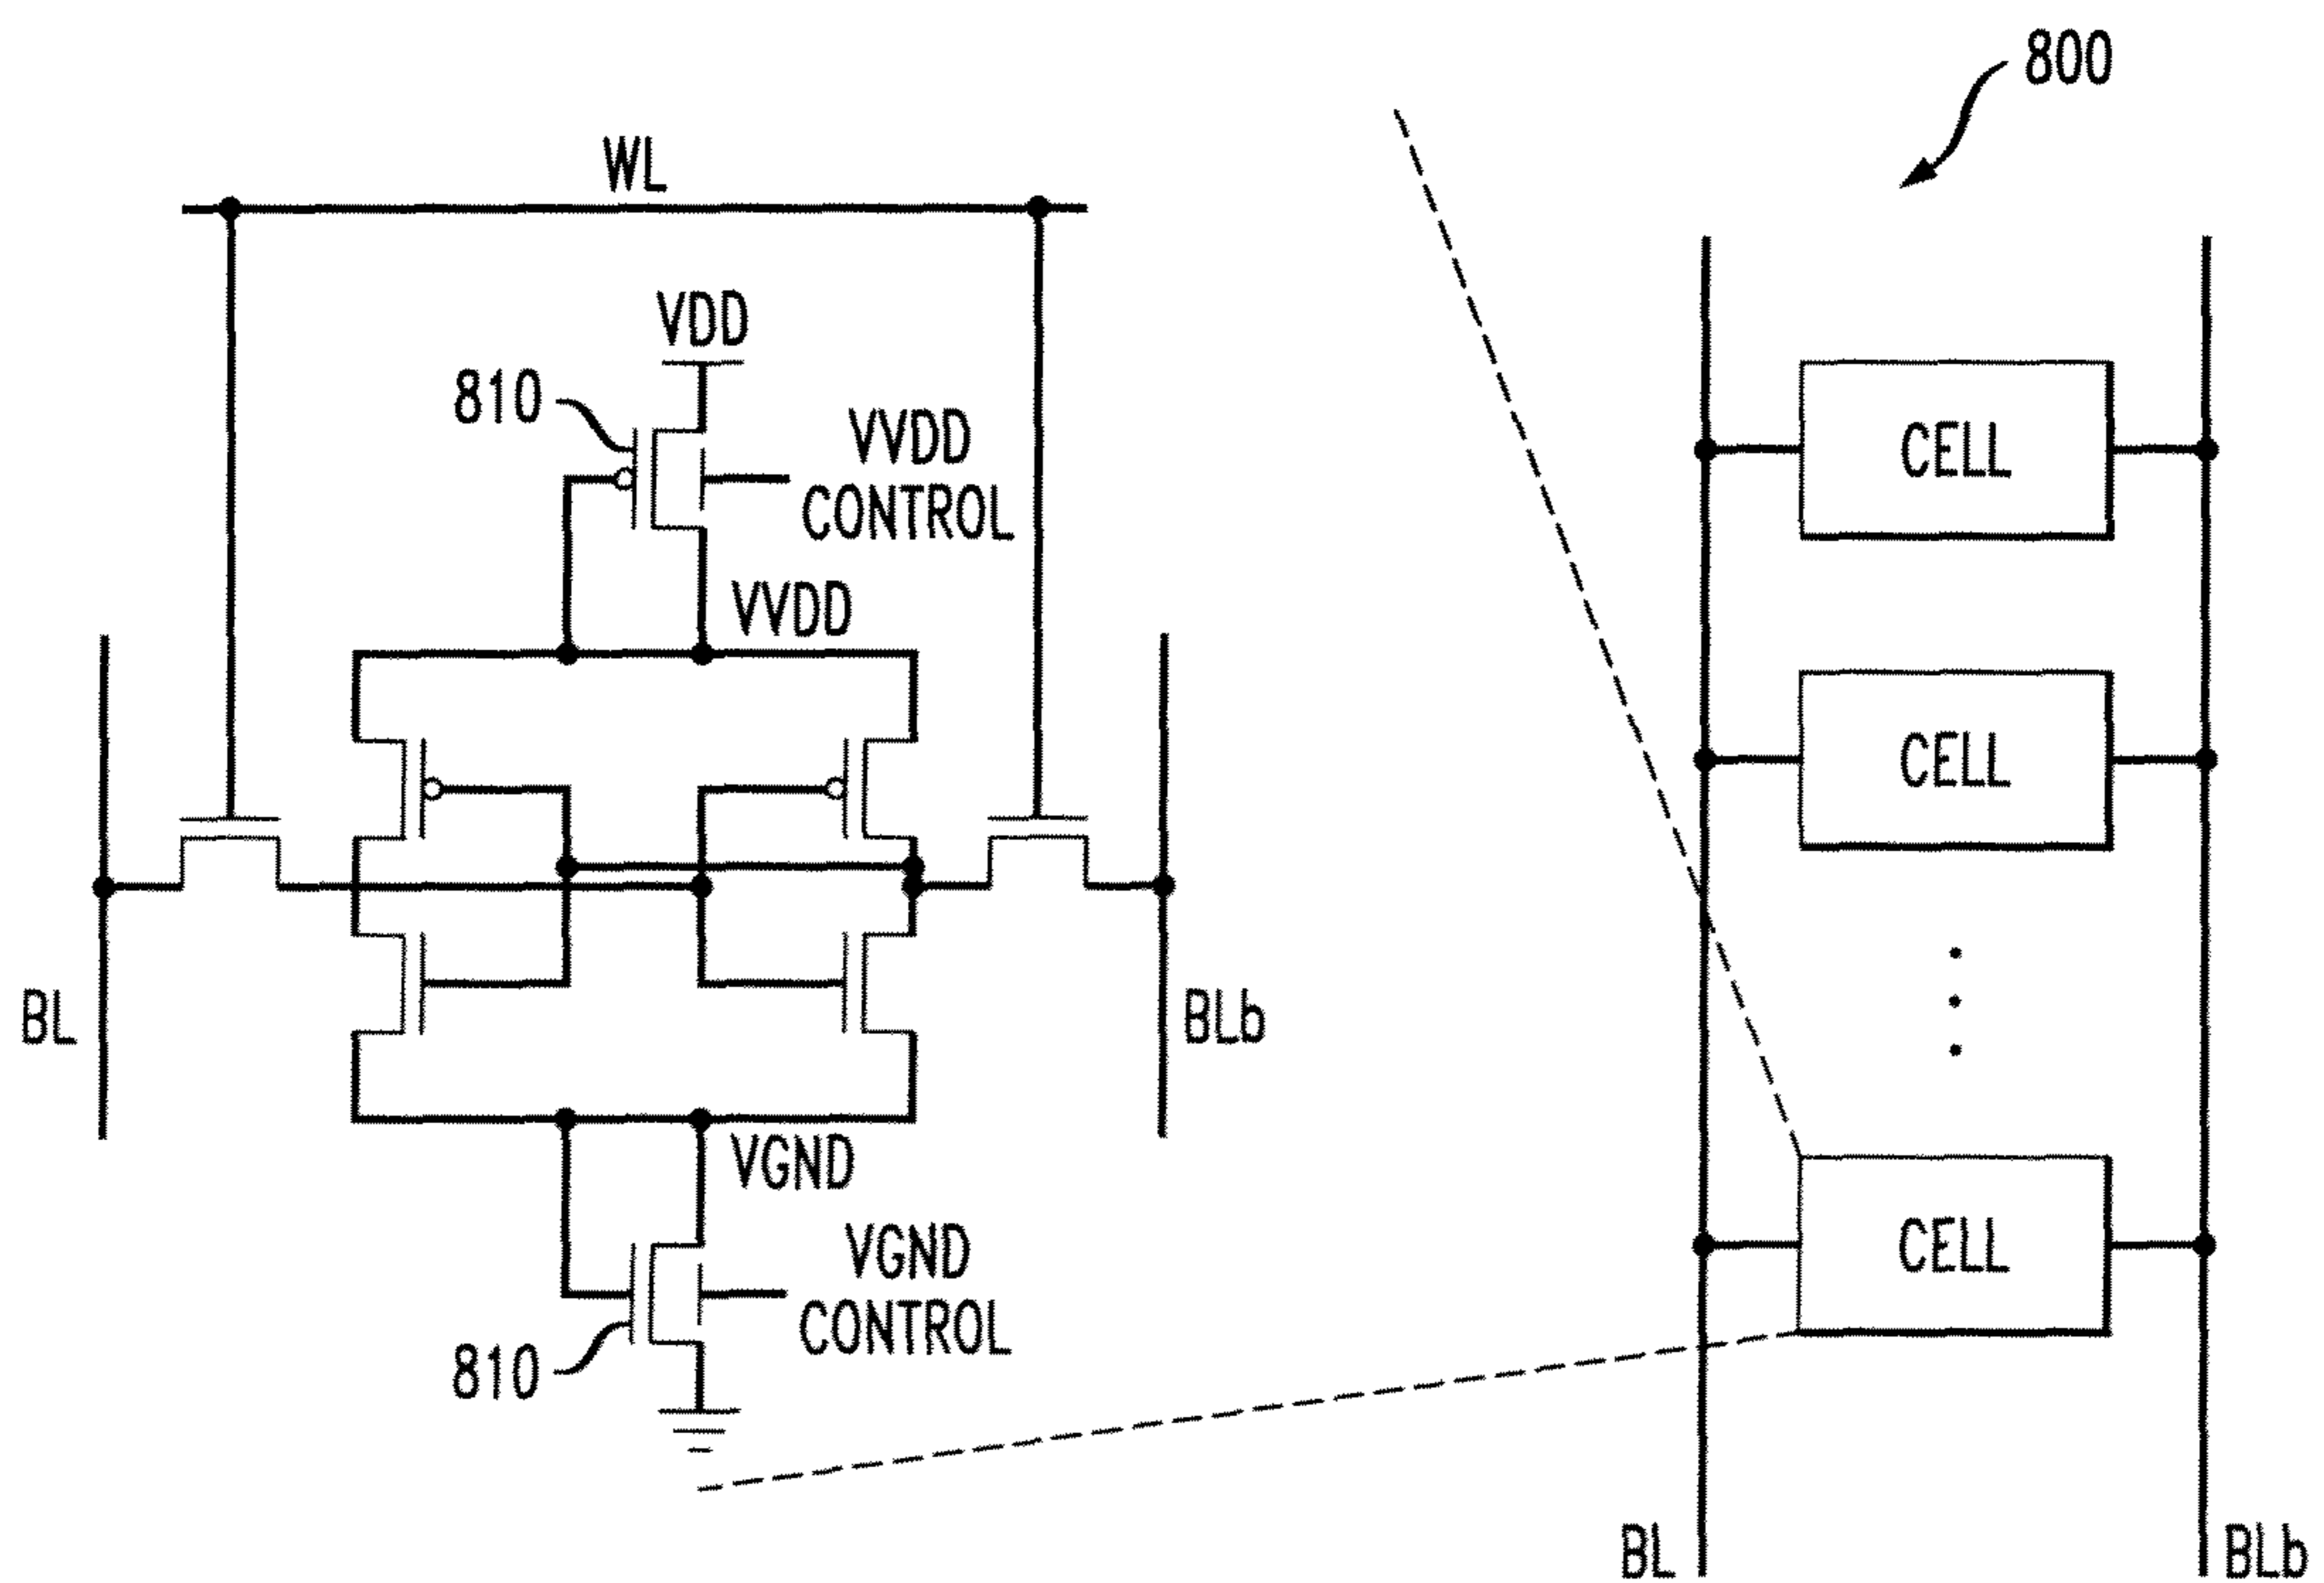 800
WL
VDD
810
VVDD
CONTROL
VVDD
BL
BLb
VGND
VGND
CONTROL
810
CELL
CELL
CELL
BL
BLb